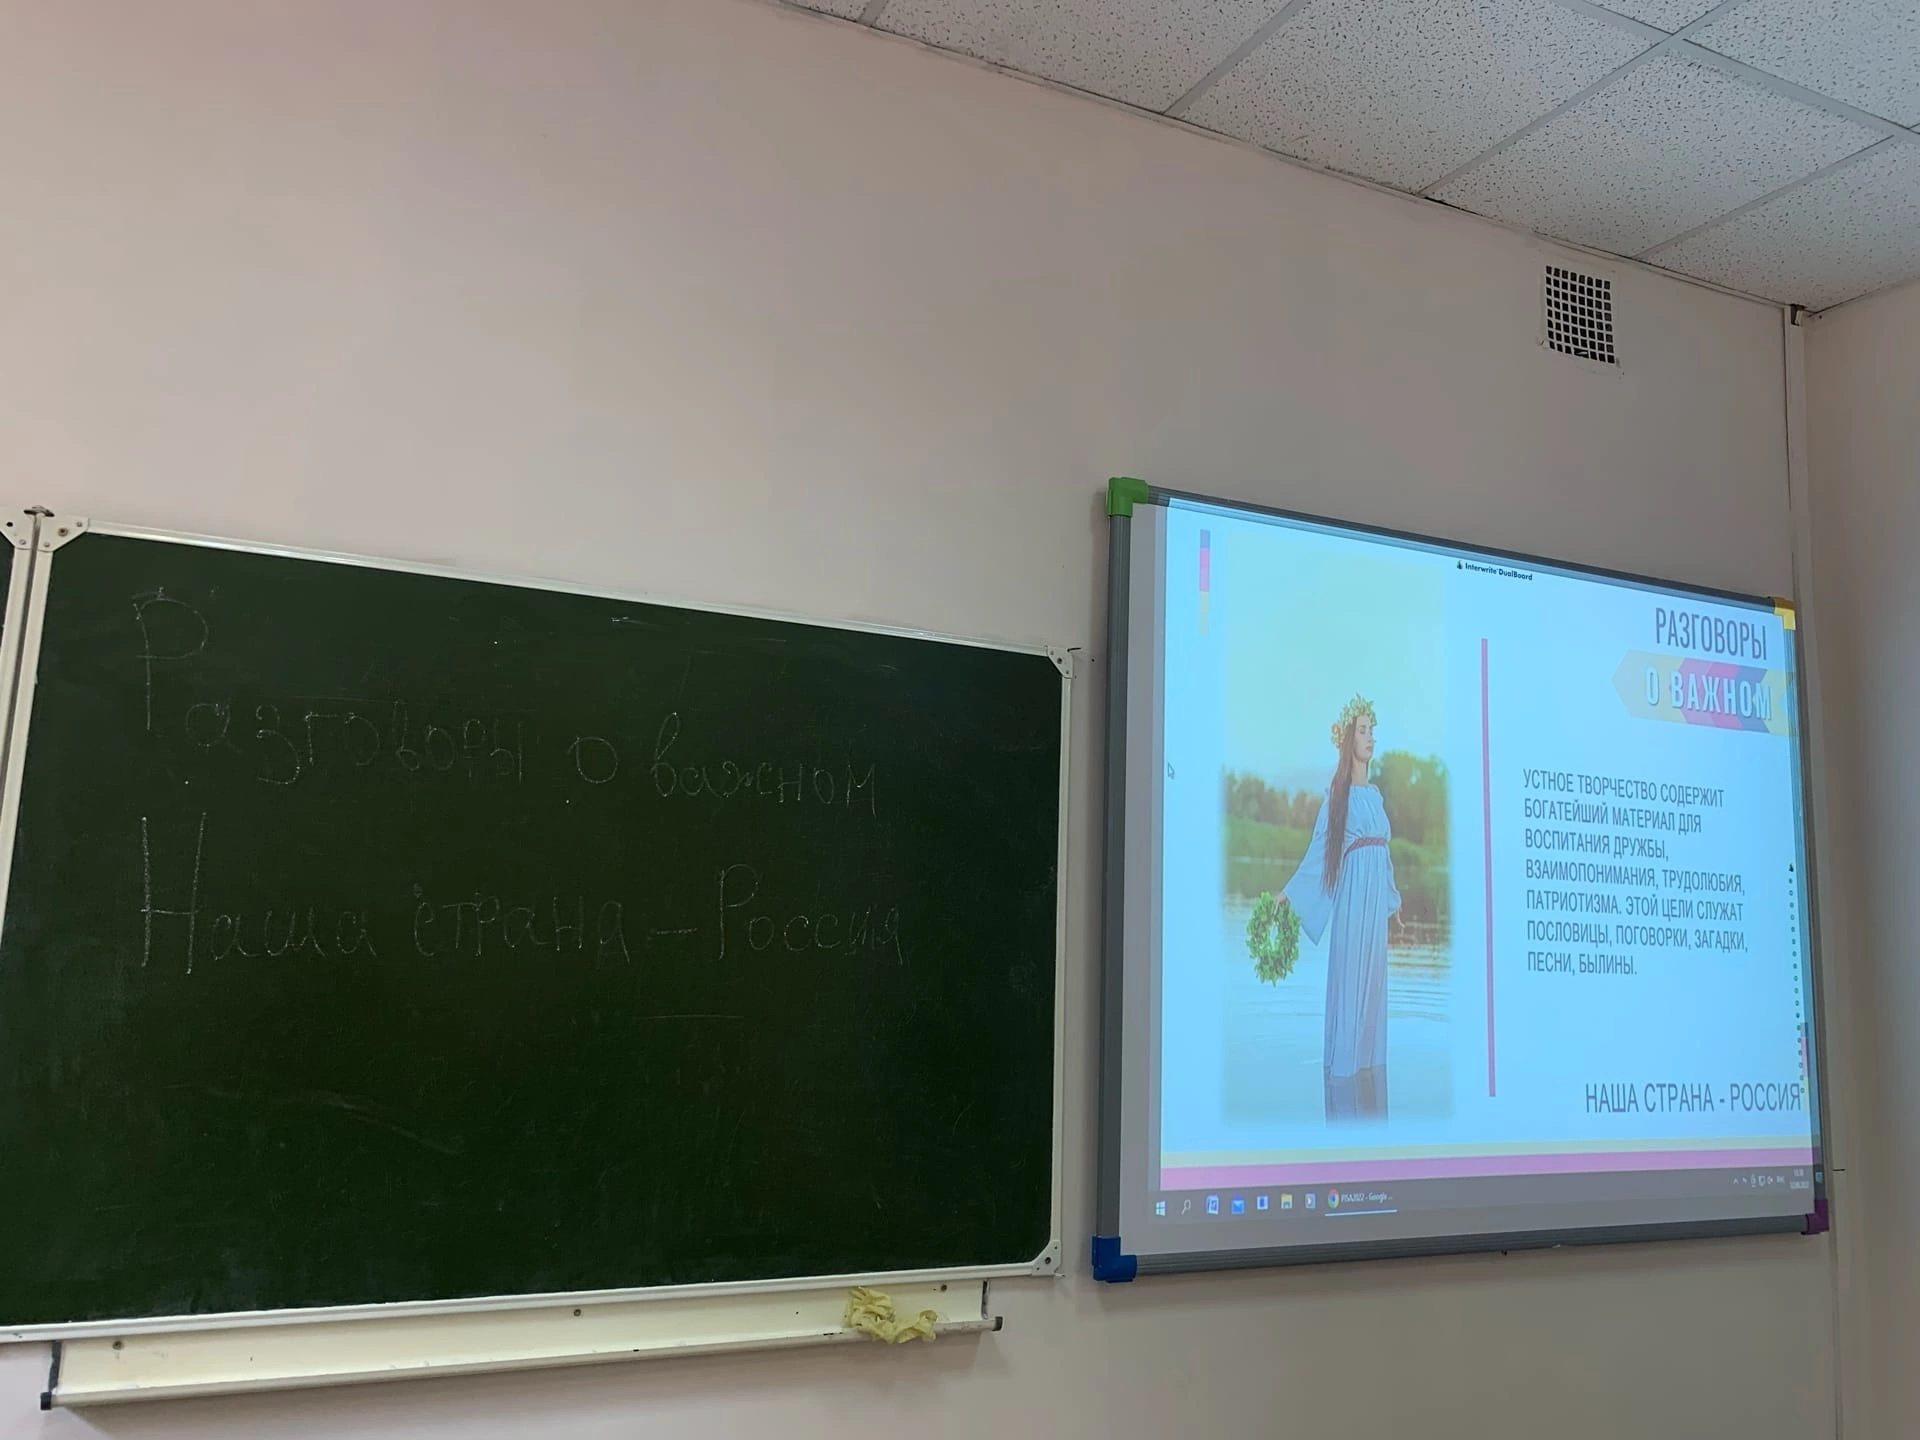 Разговоры о важном
Наша страна – Россия
Interwrite DualBoard
РАЗГОВОРЫ
О ВАЖНОМ
УСТНОЕ ТВОРЧЕСТВО СОДЕРЖИТ
БОГАТЕЙШИЙ МАТЕРИАЛ ДЛЯ
ВОСПИТАНИЯ ДРУЖБЫ,
ВЗАИМОПОНИМАНИЯ, ТРУДОЛЮБИЯ,
ПАТРИОТИЗМА. ЭТОЙ ЦЕЛИ СЛУЖАТ
ПОСЛОВИЦЫ, ПОГОВОРКИ, ЗАГАДКИ,
ПЕСНИ, БЫЛИНЫ.
НАША СТРАНА - РОССИЯ
PISA2022 - Google ...